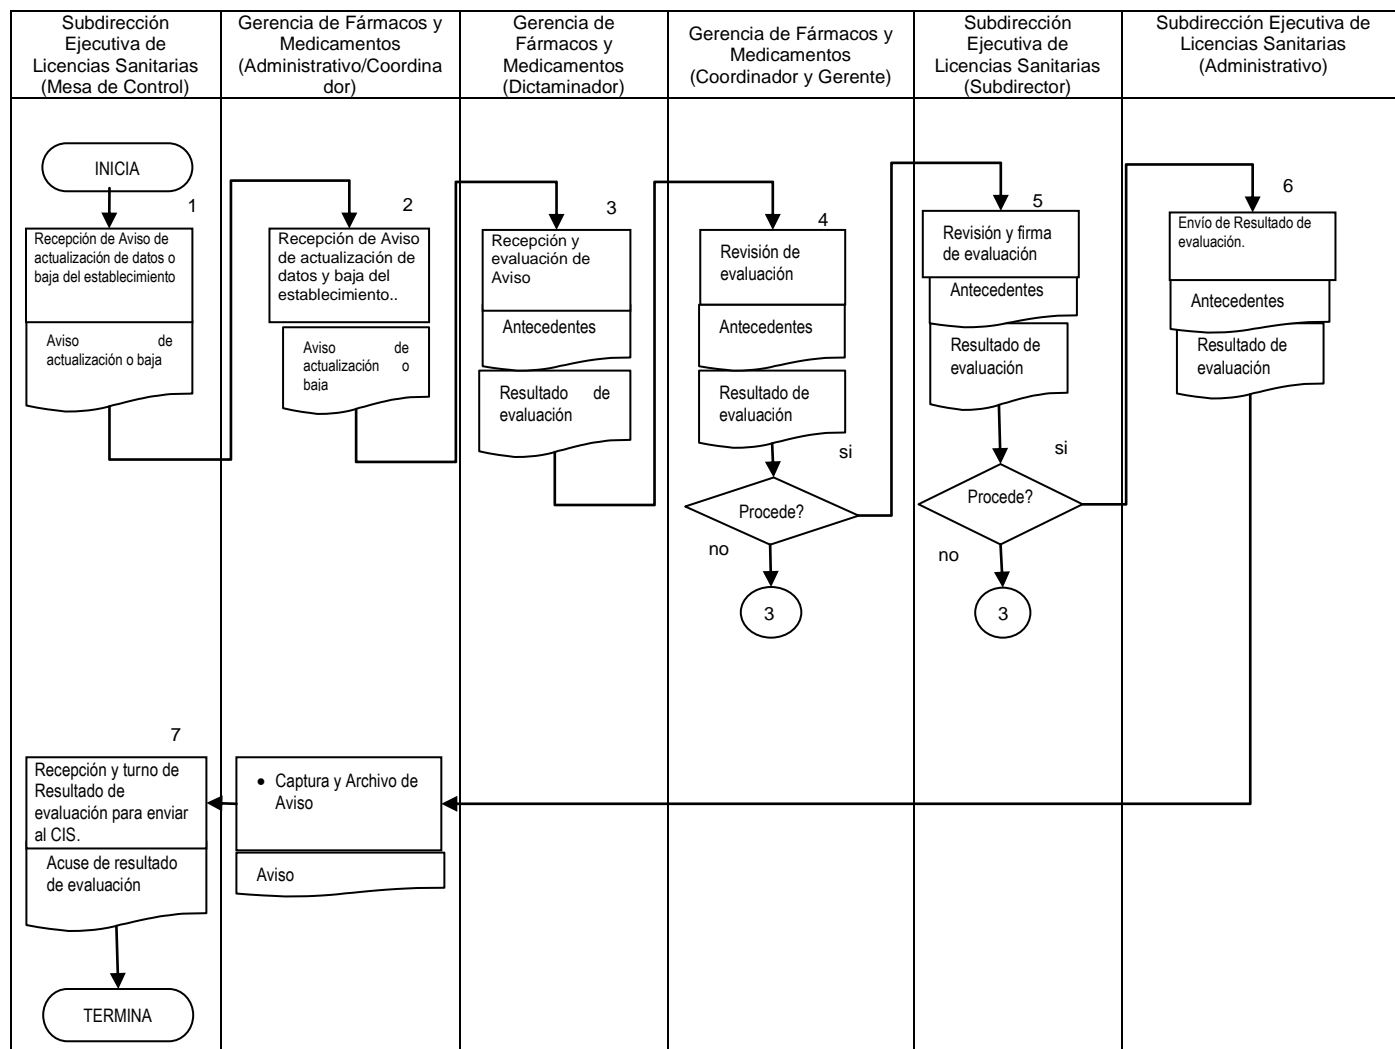 Subdirección
Ejecutiva de
Licencias Sanitarias
(Mesa de Control)
Gerencia de Fármacos y
Medicamentos
(Administrativo/Coordina
dor)
Gerencia de
Fármacos y
Medicamentos
(Dictaminador)
Gerencia de Fármacos y
Medicamentos
(Coordinador y Gerente)
Subdirección
Ejecutiva de
Licencias Sanitarias
(Subdirector)
Subdirección Ejecutiva de
Licencias Sanitarias
(Administrativo)
INICIA
1
Recepción de Aviso de
actualización de datos o
baja del establecimiento
Aviso de
actualización o baja
2
Recepción de Aviso
de actualización de
datos y baja del
establecimiento..
Aviso de
actualización o
baja
3
Recepción y
evaluación de
Aviso
Antecedentes
Resultado de
evaluación
4
Revisión de
evaluación
Antecedentes
Resultado de
evaluación
si
Procede?
no
3
5
Revisión y firma
de evaluación
Antecedentes
Resultado de
evaluación
si
Procede?
no
3
6
Envío de Resultado de
evaluación.
Antecedentes
Resultado de
evaluación
7
Recepción y turno de
Resultado de
evaluación para enviar
al CIS.
Acuse de resultado
de evaluación
• Captura y Archivo de
Aviso
Aviso
TERMINA